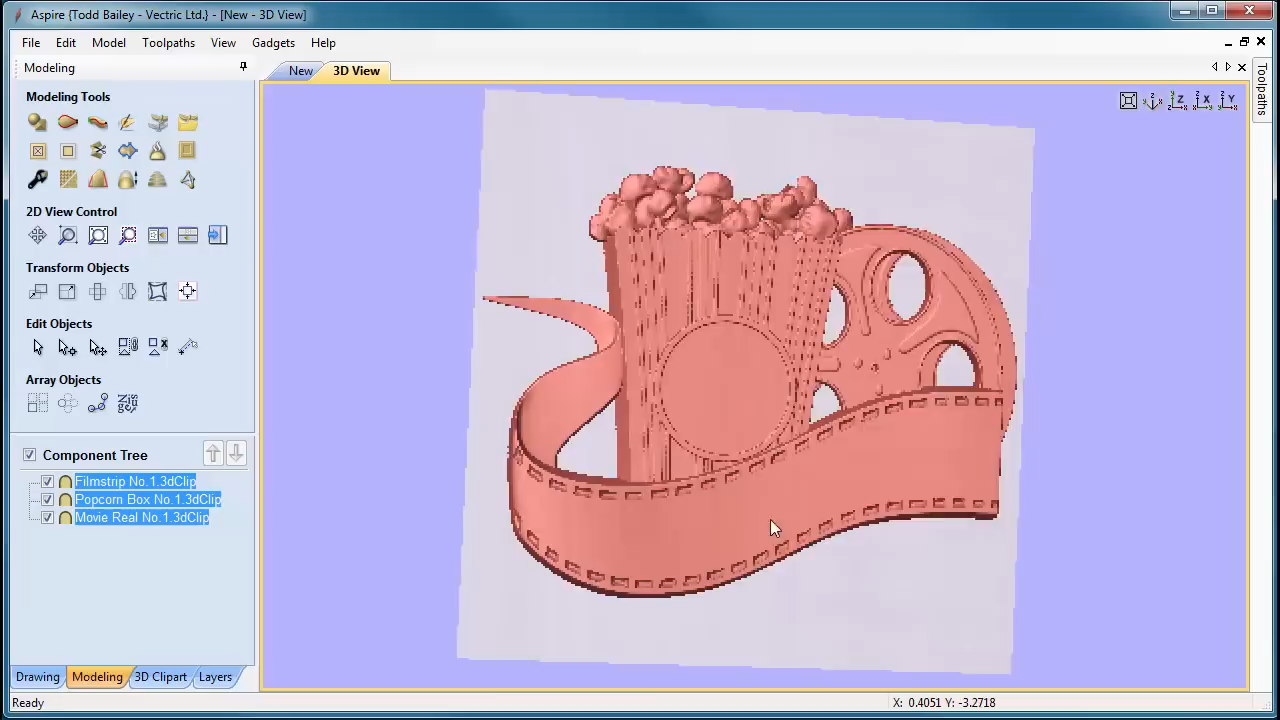 Aspire {Todd Bailey - Vectric Ltd.} - [New - 3D View]
File Edit Model Toolpaths View Gadgets Help
Modeling
New 3D View
Toolpaths
Modeling Tools
2D View Control
Transform Objects
Edit Objects
Array Objects
Component Tree
Filmstrip No.1.3dClip
Popcorn Box No.1.3dClip
Movie Real No.1.3dClip
Drawing Modeling 3D Clipart Layers
Ready X: 0.4051 Y: -3.2718